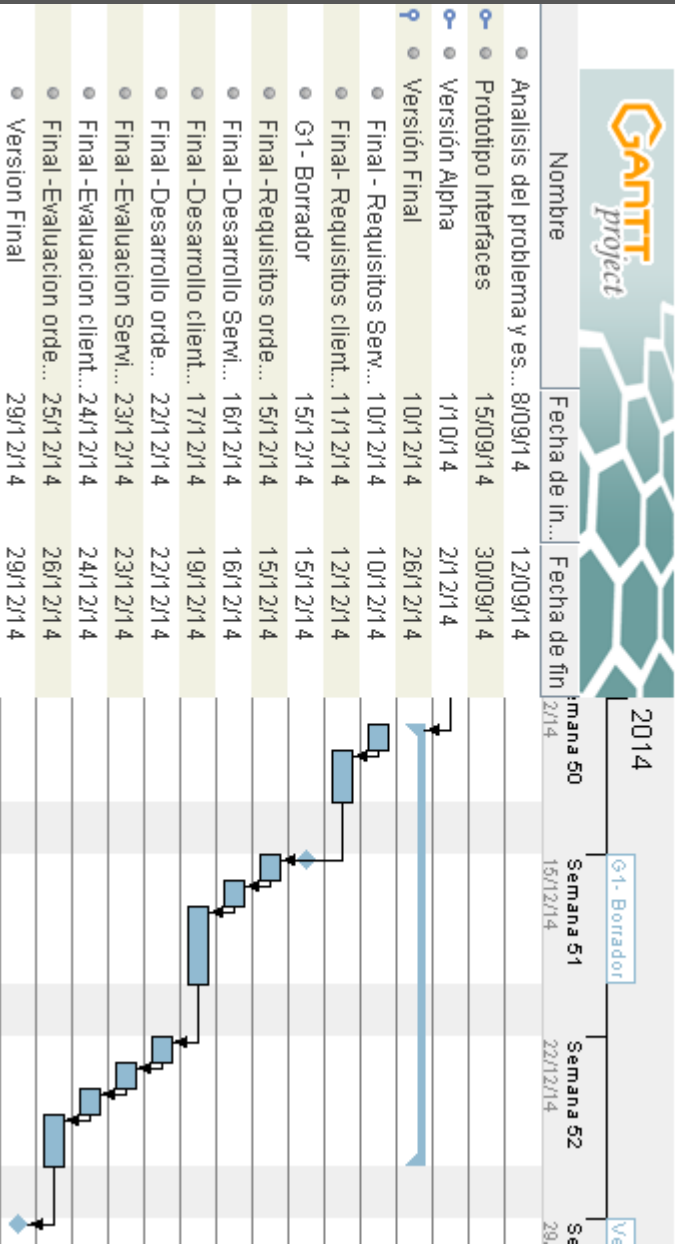 GANTT
project
2014
Nombre Fecha de in... Fecha de fin
mana 50
2/14
G1- Borrador
Semana 51
15/12/14
Semana 52
22/12/14
Ve
Se
29/
Analisis del problema y es... 8/09/14 12/09/14
Prototipo Interfaces 15/09/14 30/09/14
Versión Alpha 1/10/14 2/12/14
Versión Final 10/12/14 26/12/14
Final - Requisitos Serv... 10/12/14 10/12/14
Final- Requisitos client... 11/12/14 12/12/14
G1- Borrador 15/12/14 15/12/14
Final -Requisitos orde... 15/12/14 15/12/14
Final -Desarrollo Servi... 16/12/14 16/12/14
Final -Desarrollo client... 17/12/14 19/12/14
Final -Desarrollo orde... 22/12/14 22/12/14
Final -Evaluacion Servi... 23/12/14 23/12/14
Final -Evaluacion client... 24/12/14 24/12/14
Final -Evaluacion orde... 25/12/14 26/12/14
Version Final 29/12/14 29/12/14